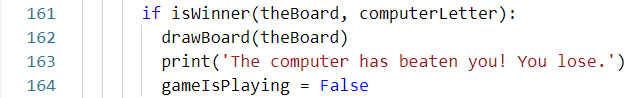 161 if isWinner(theBoard, computerLetter):
162 drawBoard(theBoard)
163 print('The computer has beaten you! You lose.')
164 gameIsPlaying = False